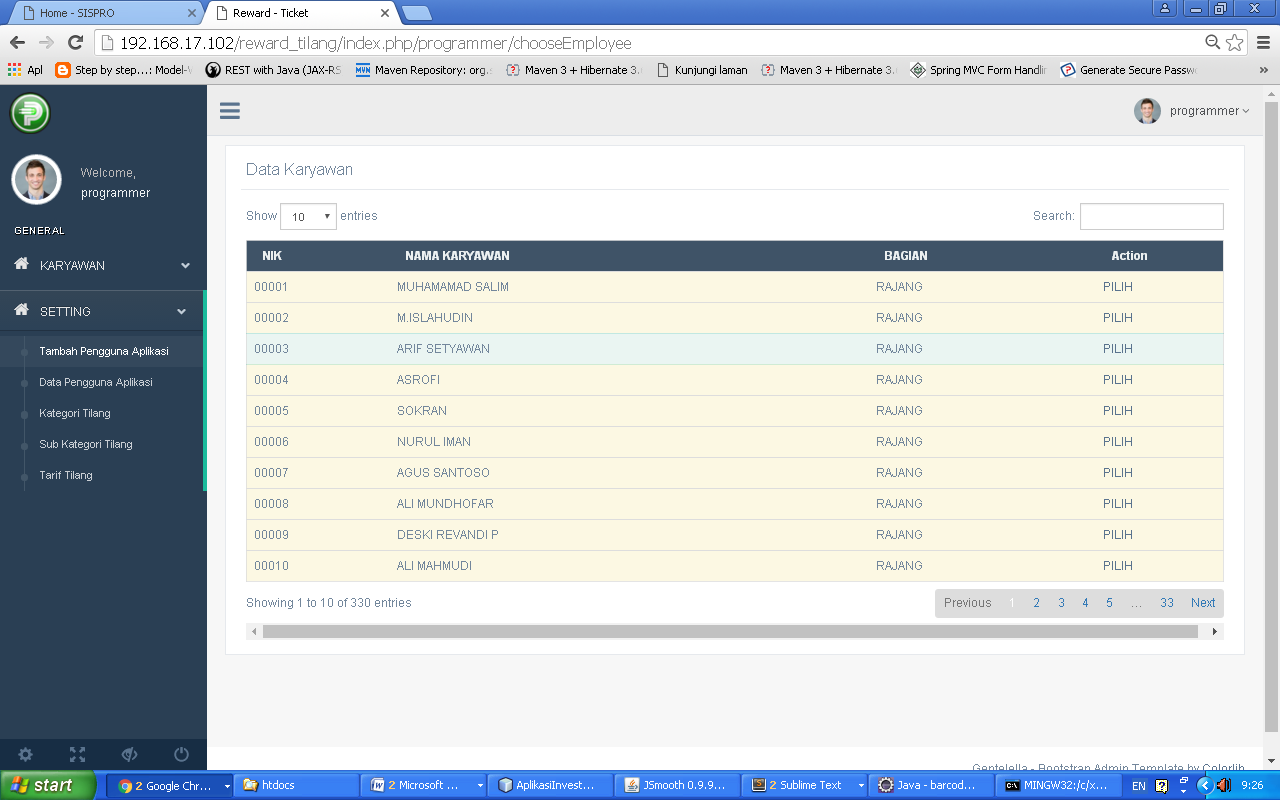 Home - SISPRO
Reward - Ticket
192.168.17.102/reward_tilang/index.php/programmer/chooseEmployee
Apl Step by step...: Model- REST with Java (JAX-RS Maven Repository: org. Maven 3 + Hibernate 3. Kunjungi laman Maven 3 + Hibernate 3. Spring MVC Form Handlin Generate Secure Passw »
programmer
Welcome,
programmer
GENERAL
KARYAWAN
SETTING
Tambah Pengguna Aplikasi
Data Pengguna Aplikasi
Kategori Tilang
Sub Kategori Tilang
Tarif Tilang
Data Karyawan
Show 10 entries Search:
NIK NAMA KARYAWAN BAGIAN Action
00001 MUHAMAMAD SALIM RAJANG PILIH
00002 M.ISLAHUDIN RAJANG PILIH
00003 ARIF SETYAWAN RAJANG PILIH
00004 ASROFI RAJANG PILIH
00005 SOKRAN RAJANG PILIH
00006 NURUL IMAN RAJANG PILIH
00007 AGUS SANTOSO RAJANG PILIH
00008 ALI MUNDHOFAR RAJANG PILIH
00009 DESKI REVANDI P RAJANG PILIH
00010 ALI MAHMUDI RAJANG PILIH
Showing 1 to 10 of 330 entries Previous 1 2 3 4 5 ... 33 Next
Gentelella - Bootstrap Admin Template by Colorlib
start 2 Google Chr... htdocs 2 Microsoft ... AplikasiInvest... JSmooth 0.9.9... 2 Sublime Text Java - barcod... MINGW32:/c/x... EN 9:26